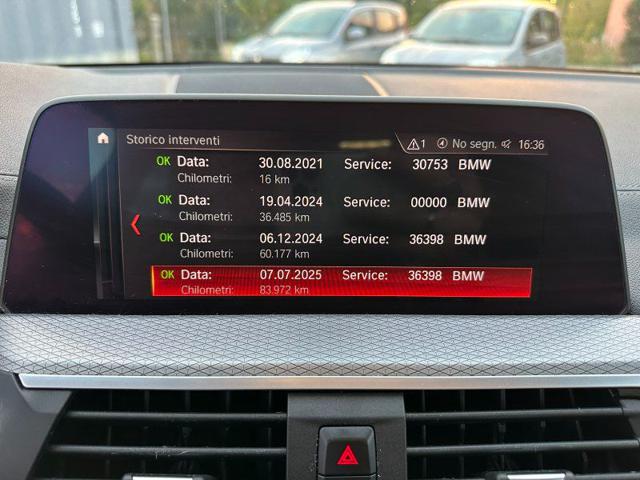 Storico interventi 1 No segn. 16:36
OK Data: 30.08.2021 Service: 30753 BMW
Chilometri: 16 km
OK Data: 19.04.2024 Service: 00000 BMW
Chilometri: 36.485 km
OK Data: 06.12.2024 Service: 36398 BMW
Chilometri: 60.177 km
OK Data: 07.07.2025 Service: 36398 BMW
Chilometri: 83.972 km